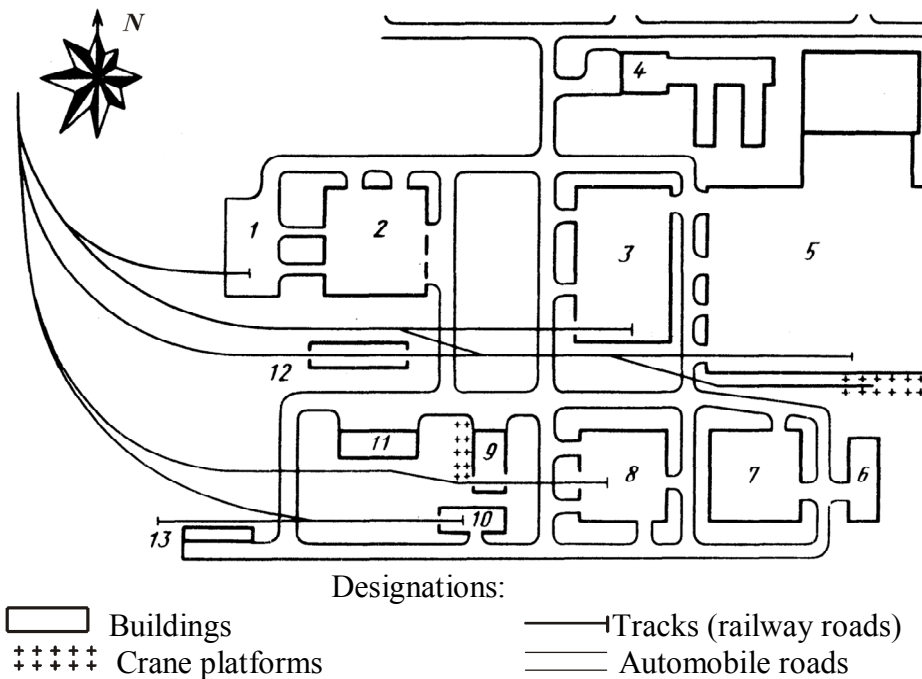 N
4
1
2
3
5
12
11
9
8
7
6
10
13
Designations:
Buildings
Tracks (railway roads)
Crane platforms
Automobile roads